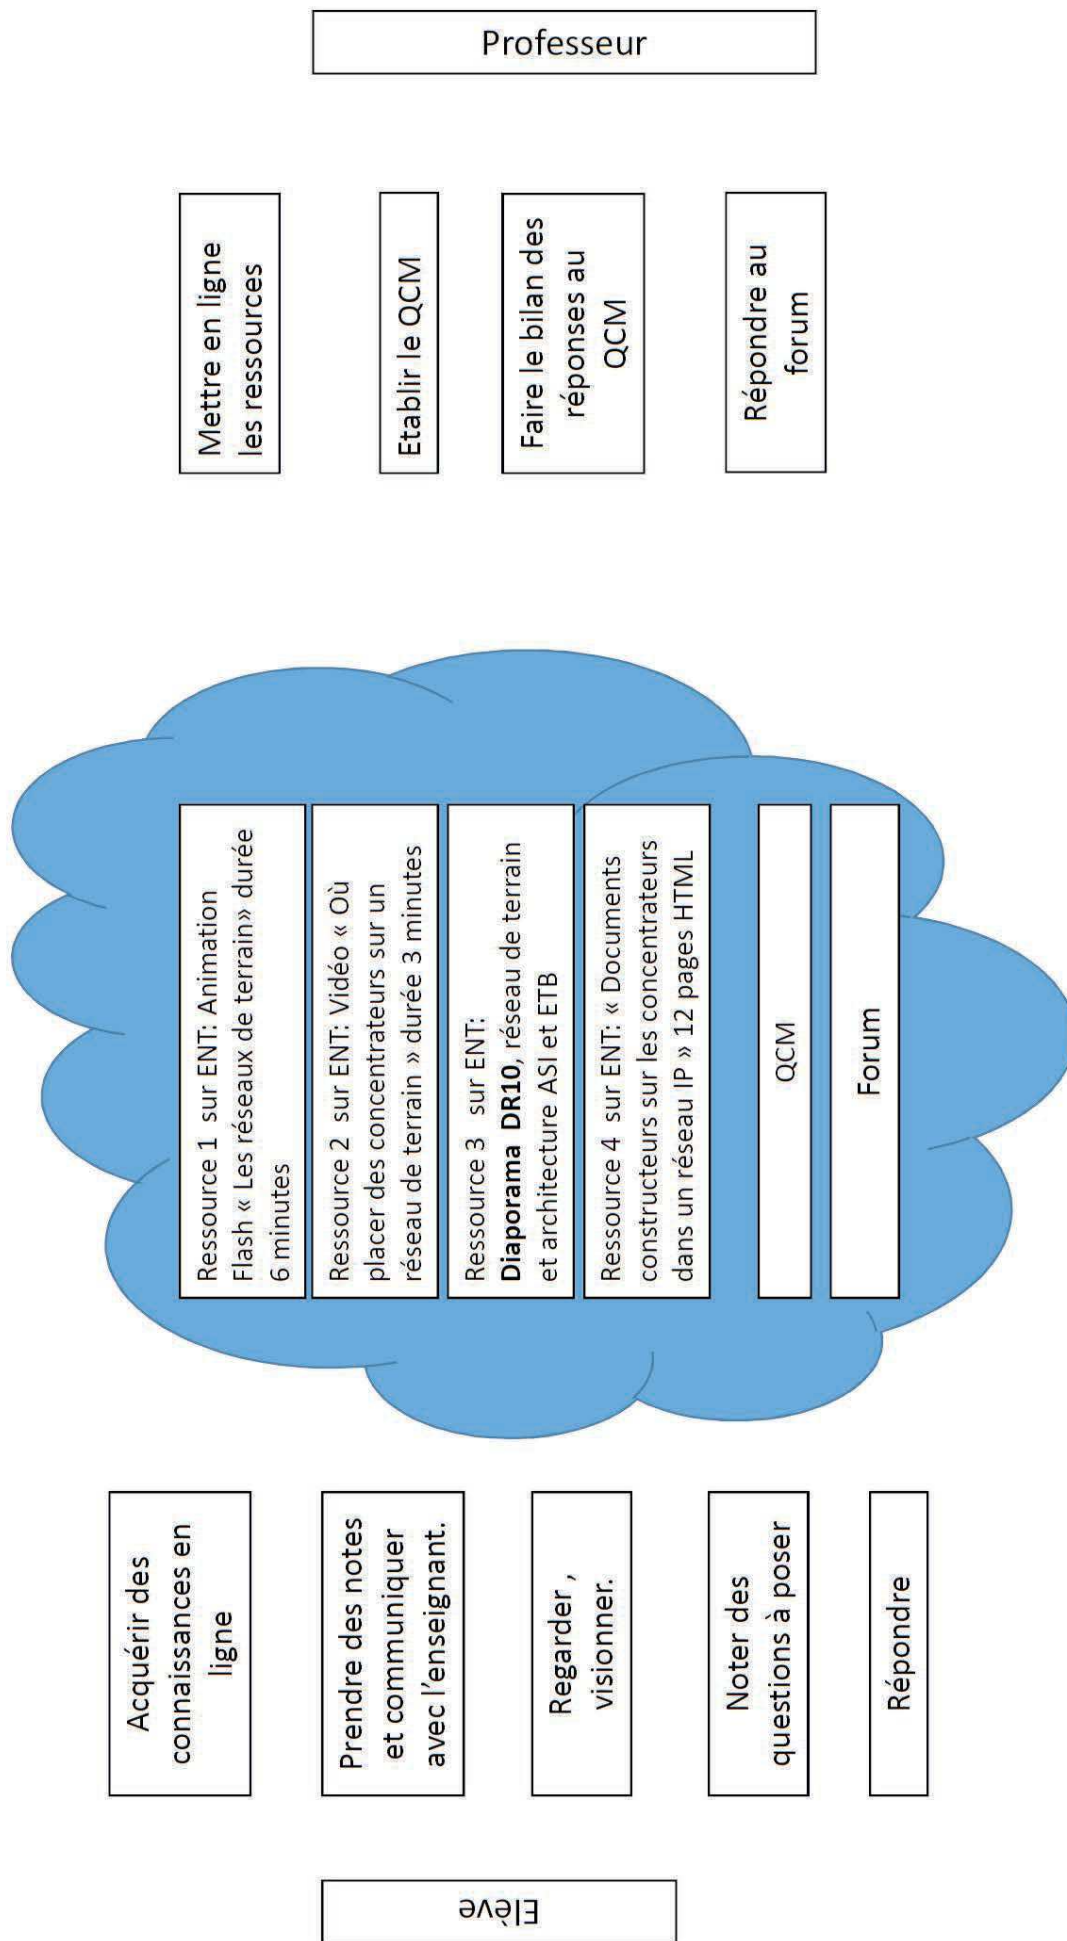 Elève
Acquérir des
connaissances en
ligne
Prendre des notes
et communiquer
avec l'enseignant.
Regarder ,
visionner.
Noter des
questions à poser
Répondre
Ressource 1 sur ENT: Animation
Flash « Les réseaux de terrain» durée
6 minutes
Ressource 2 sur ENT: Vidéo « Où
placer des concentrateurs sur un
réseau de terrain » durée 3 minutes
Ressource 3 sur ENT:
Diaporama DR10, réseau de terrain
et architecture ASI et ETB
Ressource 4 sur ENT: « Documents
constructeurs sur les concentrateurs
dans un réseau IP » 12 pages HTML
QCM
Forum
Mettre en ligne
les ressources
Etablir le QCM
Faire le bilan des
réponses au
QCM
Répondre au
forum
Professeur